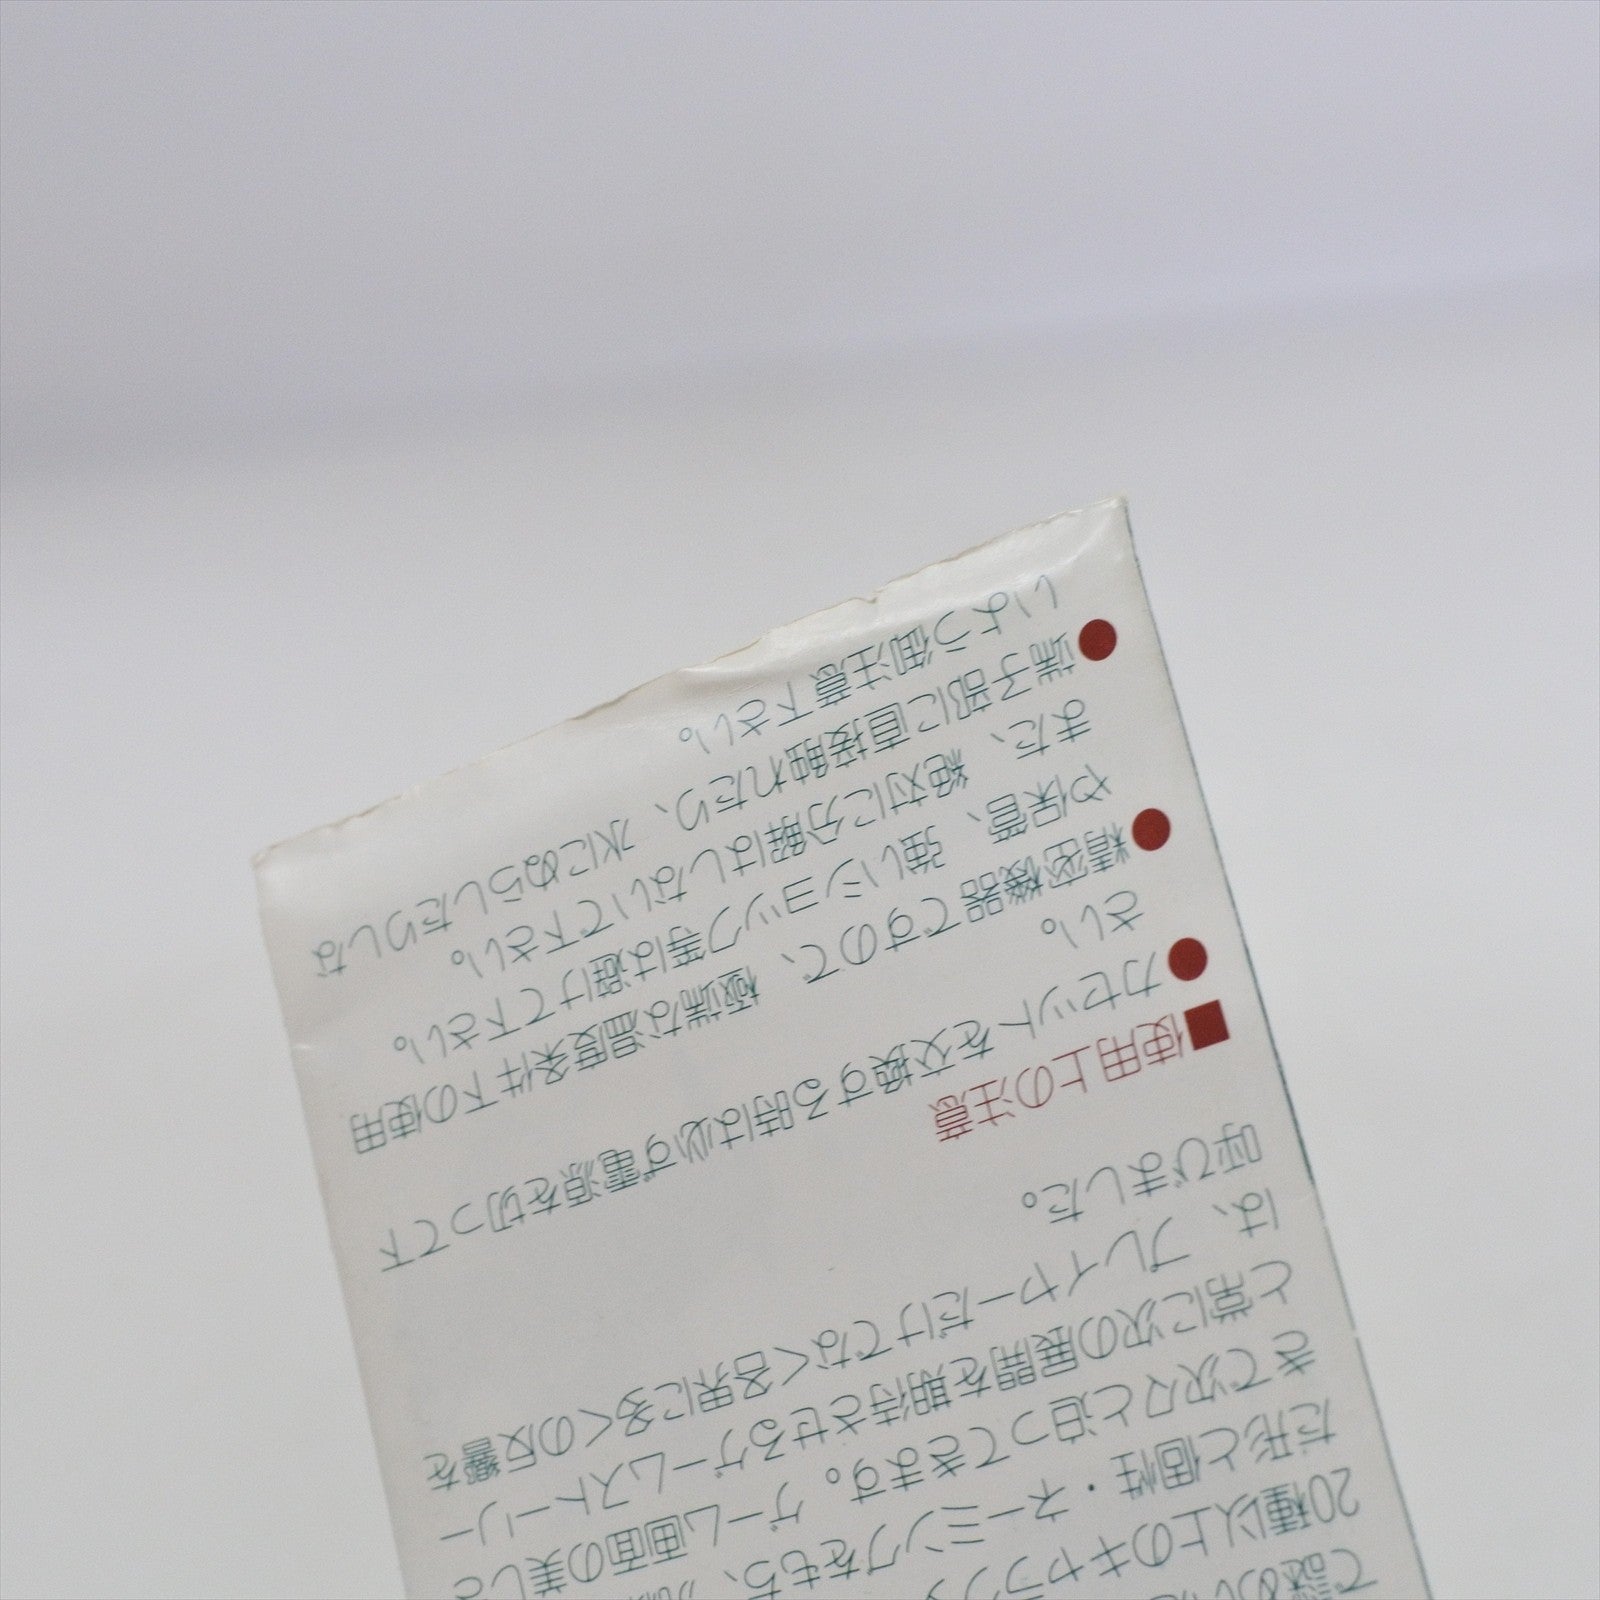 で謎めいた
20種以上のキャラクタ
だ形と個性・ネーミングをもち、
きて次々と迫ってきます。ゲーム画面の美しさ
と常に次の展開を期待させるゲームストーリー
は、プレイヤーだけでなく各界に多くの反響を
呼びました。
■使用上の注意
●カセットを交換する時は必ず電源を切って下
さい。
●精密機器ですので、極端な温度条件下の使用
や保管、強いショック等は避けて下さい。
また、絶対に分解はしないで下さい。
●端子部に直接触れたり、水にぬらしたりしな
いよう御注意下さい。